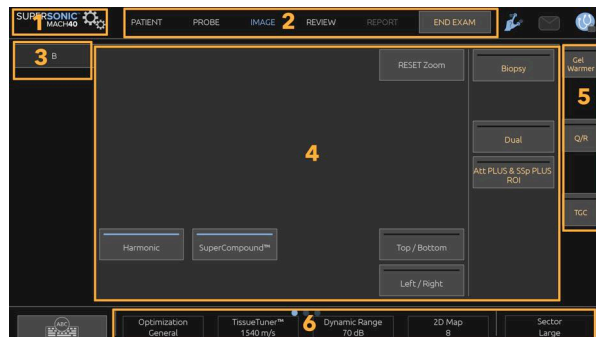 SUPERSONIC
MACH40
1
PATIENT PROBE IMAGE 2 REVIEW REPORT END EXAM
3 B
RESET Zoom
Biopsy
Gel
Warmer
5
4
Dual
Q/R
Att PLUS & SSp PLUS
ROI
TGC
Harmonic
SuperCompound™
Top / Bottom
Left / Right
ABC
6
Optimization
General
TissueTuner™
1540 m/s
Dynamic Range
70 dB
2D Map
8
Sector
Large